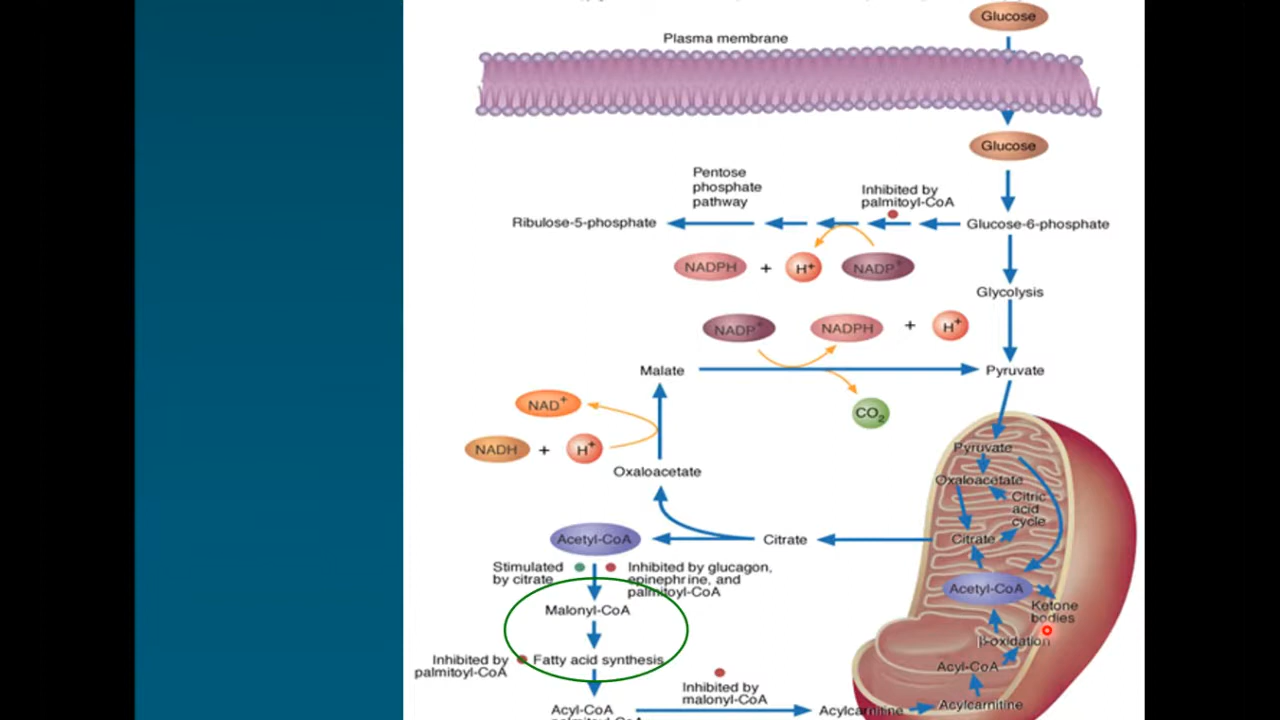 Glucose
Plasma membrane
Glucose
Pentose
phosphate
pathway
Inhibited by
palmitoyl-CoA
Ribulose-5-phosphate
Glucose-6-phosphate
NADPH + H+ NADP+
Glycolysis
NADP+ NADPH + H+
Malate
Pyruvate
NAD+
CO2
NADH + H+
Pyruvate
Oxaloacetate
Oxaloacetate
Citric
acid
cycle
Acetyl-CoA
Citrate
Citrate
Stimulated
by citrate
Inhibited by glucagon,
epinephrine, and
palmitoyl-CoA
Acetyl-CoA
Malonyl-CoA
Ketone
bodies
β-oxidation
Inhibited by
palmitoyl-CoA
Fatty acid synthesis
Acyl-CoA
Inhibited by
malonyl-CoA
Acyl-CoA
Acylcarnitine
Acylcarnitine